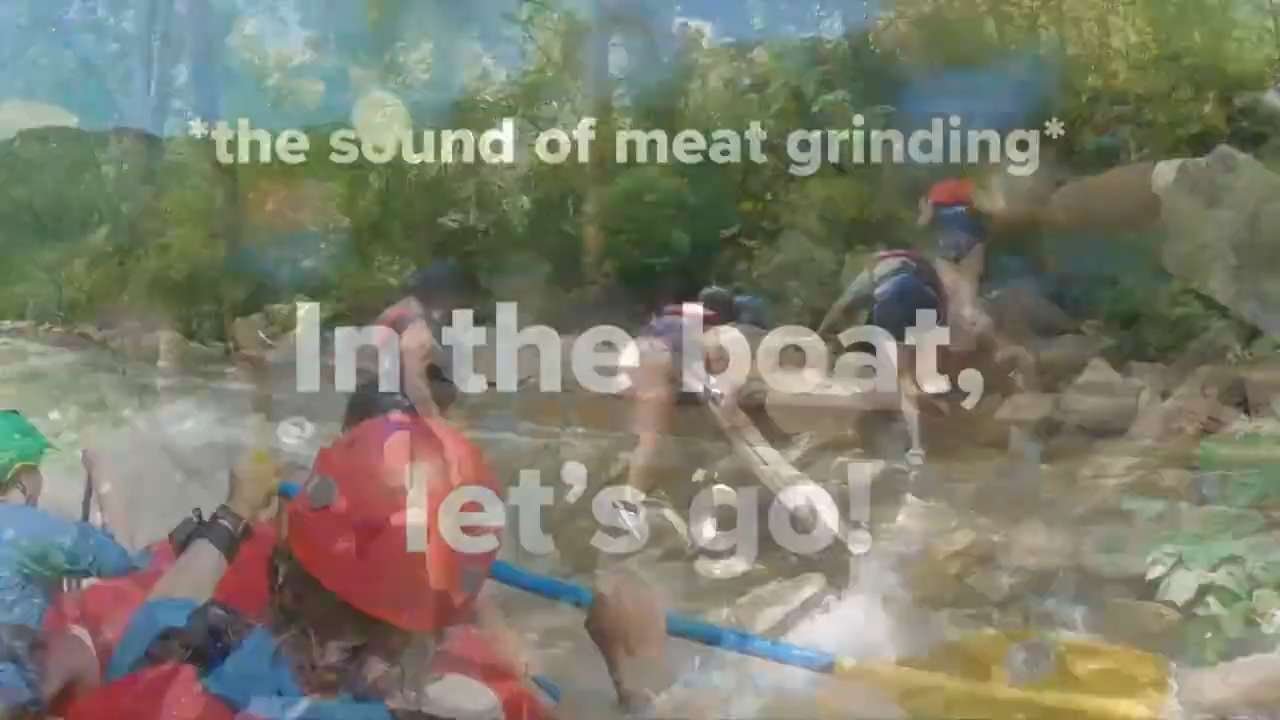 *the sound of meat grinding*
In the boat,
let's go!